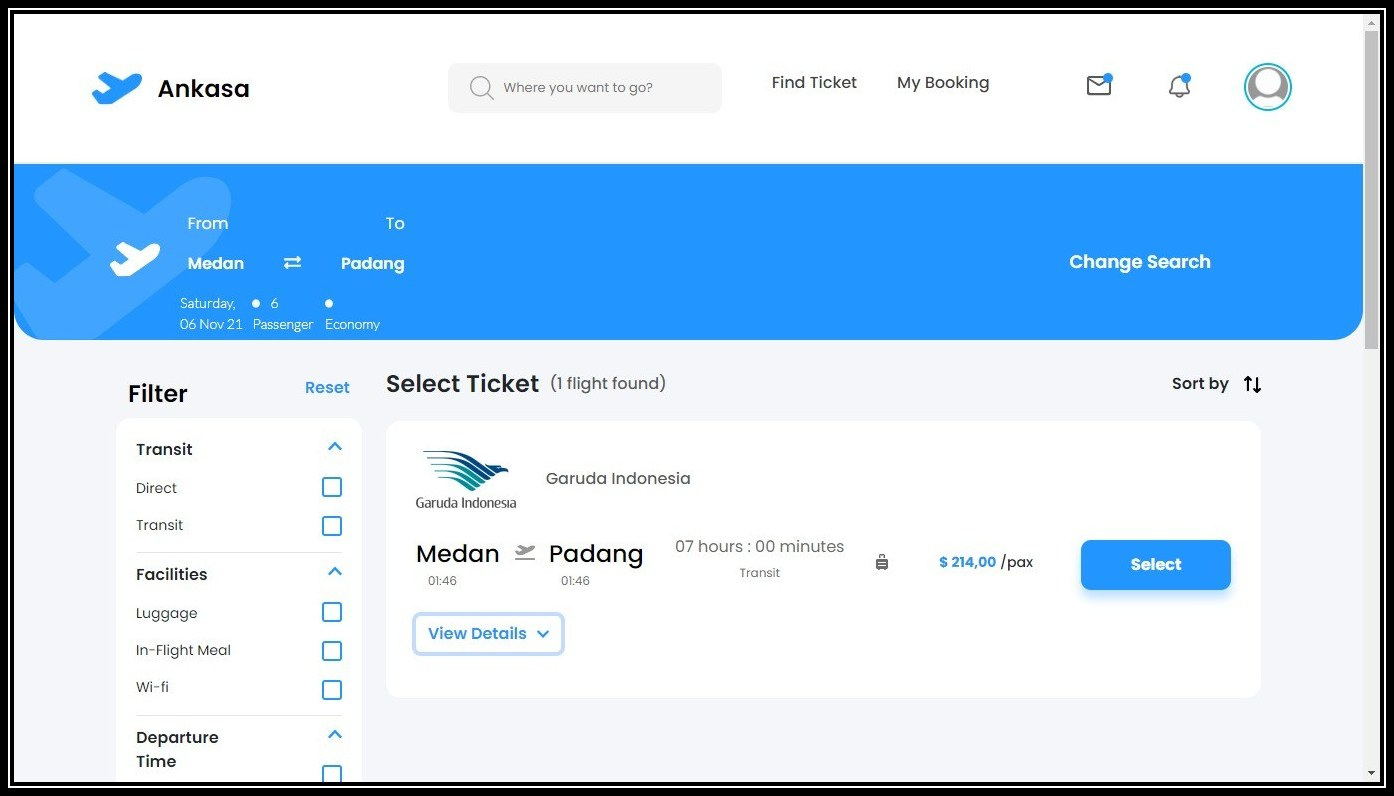 Ankasa
Where you want to go?
Find Ticket
My Booking
From
To
Medan
Padang
Change Search
Saturday,
06 Nov 21
6
Passenger
Economy
Filter
Reset
Select Ticket (1 flight found)
Sort by
Transit
Direct
Transit
Facilities
Luggage
In-Flight Meal
Wi-fi
Departure
Time
Garuda Indonesia
Garuda Indonesia
Medan
Padang
01:46
01:46
07 hours : 00 minutes
Transit
$ 214,00 /pax
Select
View Details